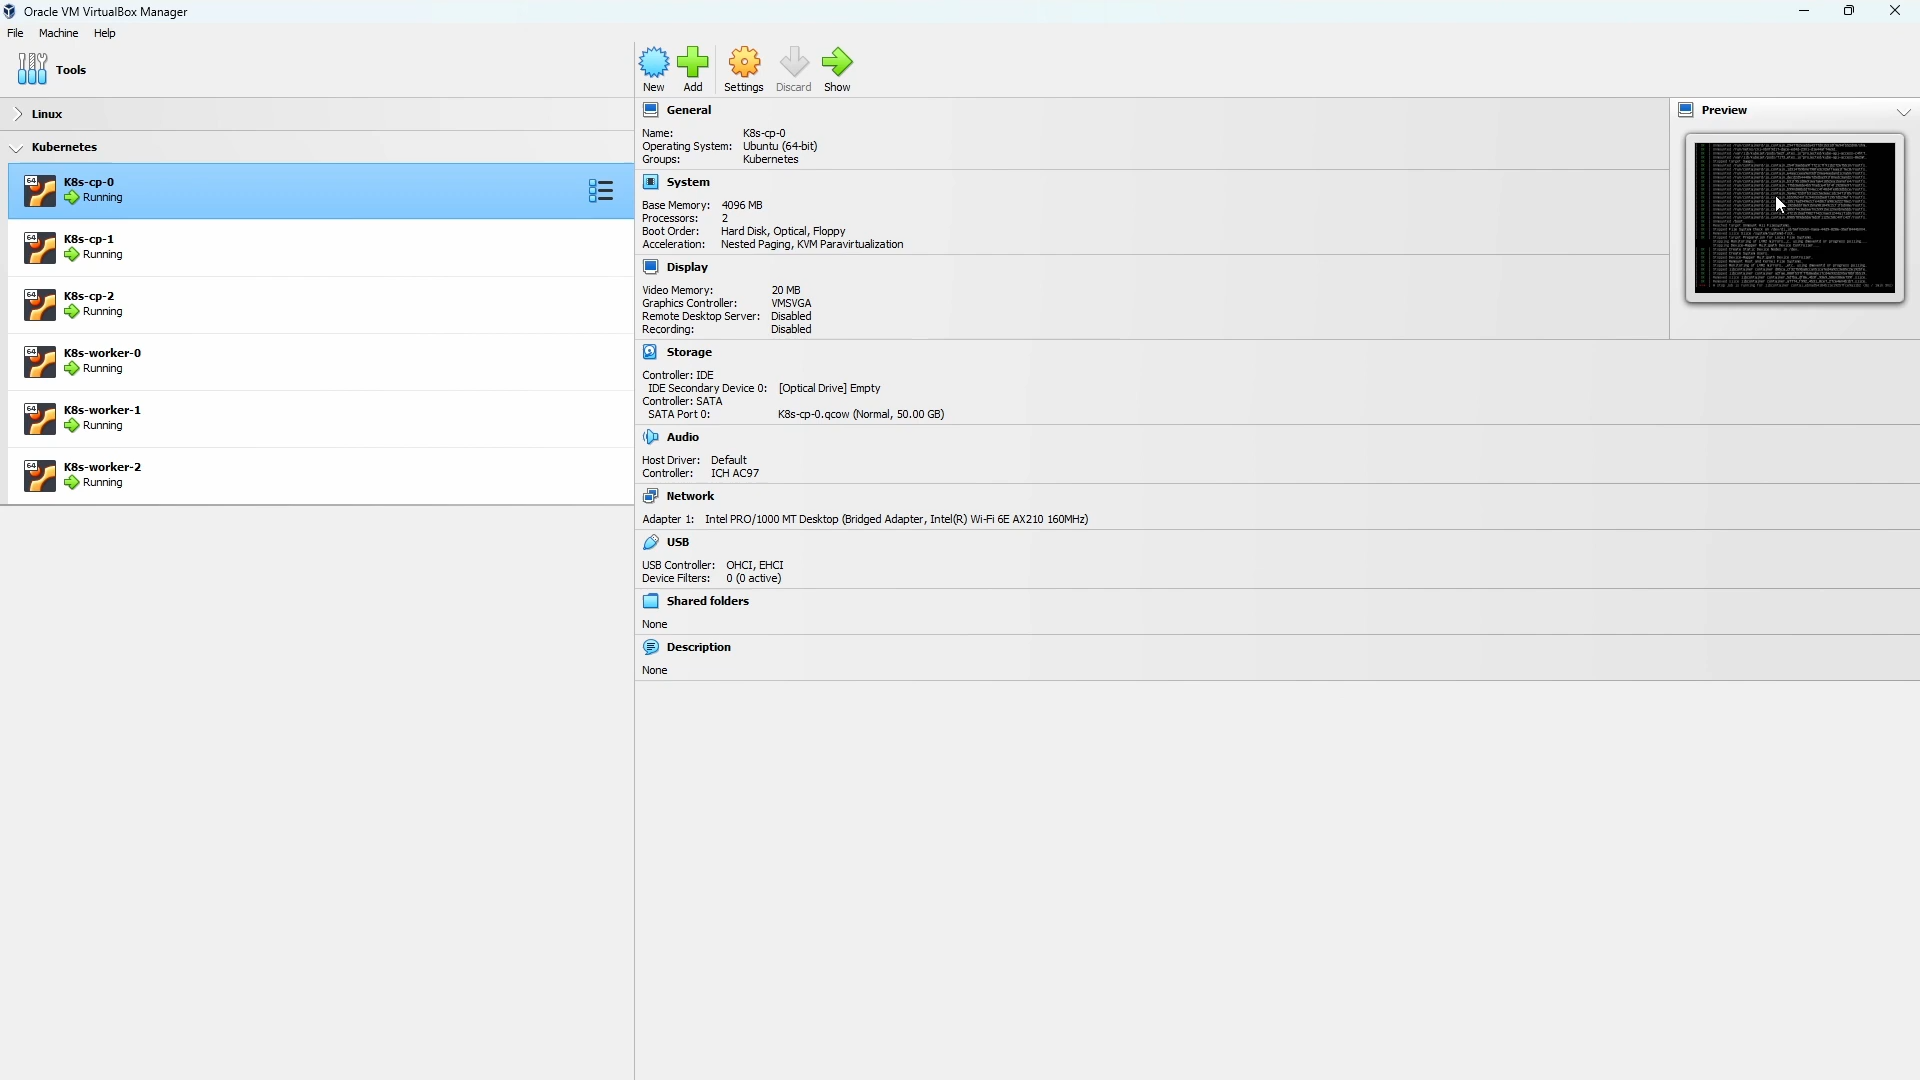 Oracle VM VirtualBox Manager
File Machine Help
Tools
New Add Settings Discard Show
Linux
Kubernetes
64 K8s-cp-0
Running
64 K8s-cp-1
Running
64 K8s-cp-2
Running
64 K8s-worker-0
Running
64 K8s-worker-1
Running
64 K8s-worker-2
Running
General
Name: K8s-cp-0
Operating System: Ubuntu (64-bit)
Groups: Kubernetes
System
Base Memory: 4096 MB
Processors: 2
Boot Order: Hard Disk, Optical, Floppy
Acceleration: Nested Paging, KVM Paravirtualization
Display
Video Memory: 20 MB
Graphics Controller: VMSVGA
Remote Desktop Server: Disabled
Recording: Disabled
Storage
Controller: IDE
IDE Secondary Device 0: [Optical Drive] Empty
Controller: SATA
SATA Port 0: K8s-cp-0.qcow (Normal, 50.00 GB)
Audio
Host Driver: Default
Controller: ICH AC97
Network
Adapter 1: Intel PRO/1000 MT Desktop (Bridged Adapter, Intel(R) Wi-Fi 6E AX210 160MHz)
USB
USB Controller: OHCI, EHCI
Device Filters: 0 (0 active)
Shared folders
None
Description
None
Preview